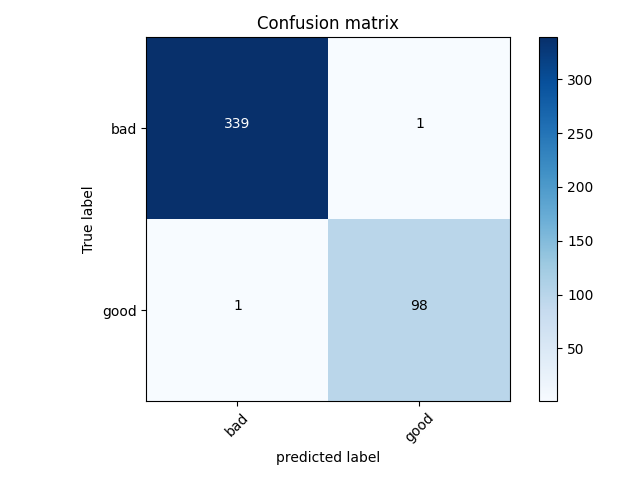 Confusion matrix
True label
bad
339
1
good
1
98
bad
good
predicted label
300
250
200
150
100
50